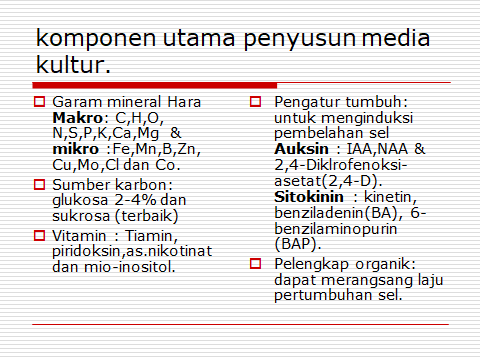 komponen utama penyusun media
kultur.
Garam mineral Hara
Makro: C,H,O,
N,S,P,K,Ca,Mg &
mikro :Fe,Mn,B,Zn,
Cu,Mo,Cl dan Co.
Sumber karbon:
glukosa 2-4% dan
sukrosa (terbaik)
Vitamin : Tiamin,
piridoksin,as.nikotinat
dan mio-inositol.
Pengatur tumbuh:
untuk menginduksi
pembelahan sel
Auksin : IAA,NAA &
2,4-Diklrofenoksi-
asetat(2,4-D).
Sitokinin : kinetin,
benziladenin(BA), 6-
benzilaminopurin
(BAP).
Pelengkap organik:
dapat merangsang laju
pertumbuhan sel.